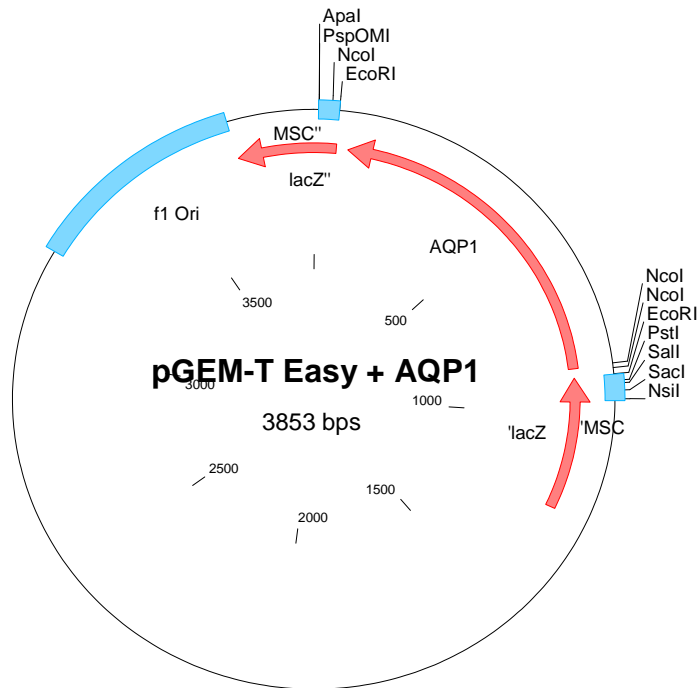 ApaI
PspOMI
NcoI
EcoRI
MSC"
lacZ"
f1 Ori
AQP1
3500
500
NcoI
NcoI
EcoRI
PstI
SalI
SacI
NsiI
pGEM-T Easy + AQP1
3000
3853 bps
1000
'lacZ
'MSC
2500
1500
2000